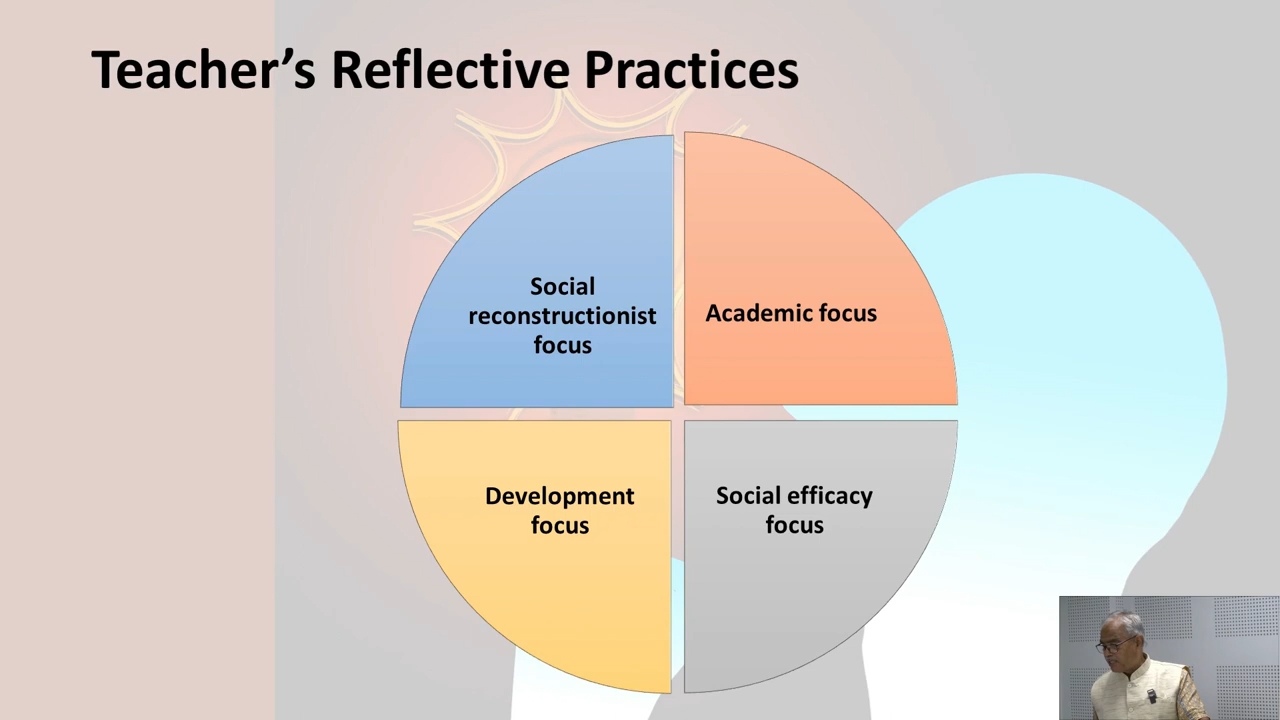 Teacher’s Reflective Practices
Social
reconstructionist
focus
Academic focus
Development
focus
Social efficacy
focus